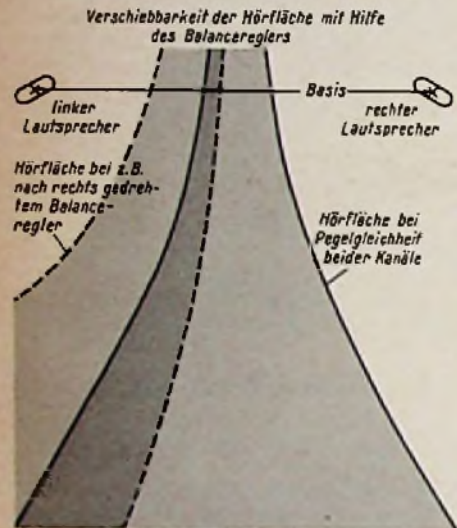 Verschiebbarkeit der Hörfläche mit Hilfe
des Balancereglers
Basis
linker
Lautsprecher
rechter
Lautsprecher
Hörfläche bei z.B.
nach rechts gedreh-
tem Balance-
regler
Hörfläche bei
Pegelgleichheit
beider Kanäle